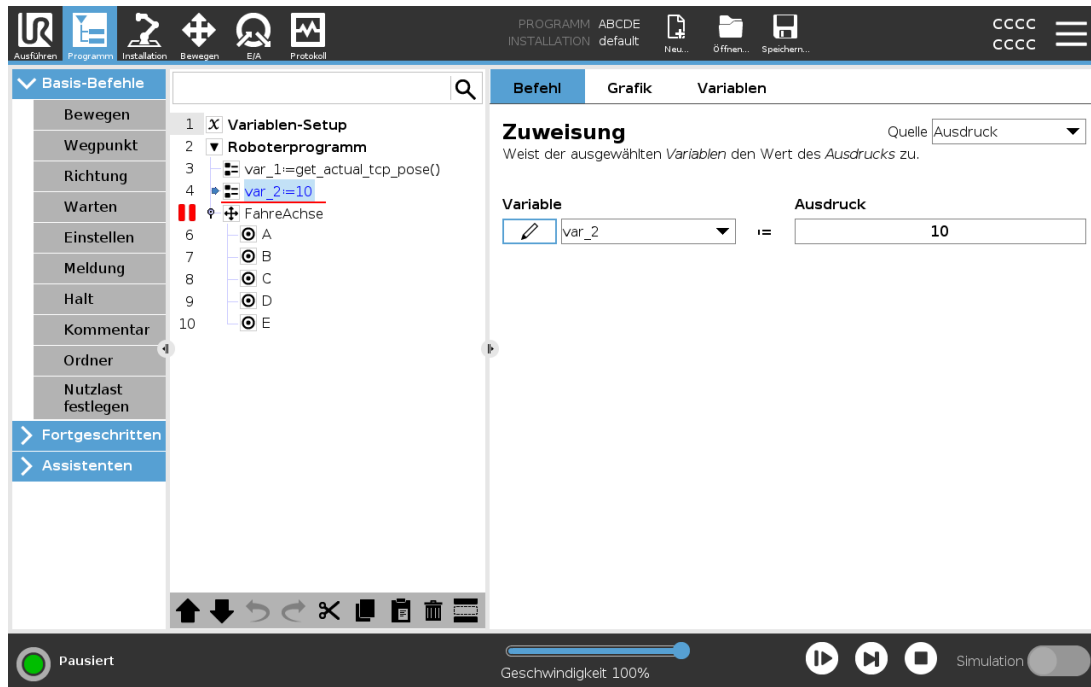 UR
PROGRAMM ABCDE
INSTALLATION default
CCCC
CCCC
Ausführen Programm Installation Bewegen E/A Protokoll Neu... Öffnen... Speichern...
Basis-Befehle
Bewegen
Wegpunkt
Richtung
Warten
Einstellen
Meldung
Halt
Kommentar
Ordner
Nutzlast
festlegen
Fortgeschritten
Assistenten
1 X Variablen-Setup
2 Roboterprogramm
3 var_1:=get_actual_tcp_pose()
4 var_2:=10
FahreAchse
6 A
7 B
8 C
9 D
10 E
Befehl Grafik Variablen
Zuweisung
Quelle Ausdruck
Weist der ausgewählten Variablen den Wert des Ausdrucks zu.
Variable Ausdruck
var_2 := 10
Pausiert
Geschwindigkeit 100%
Simulation